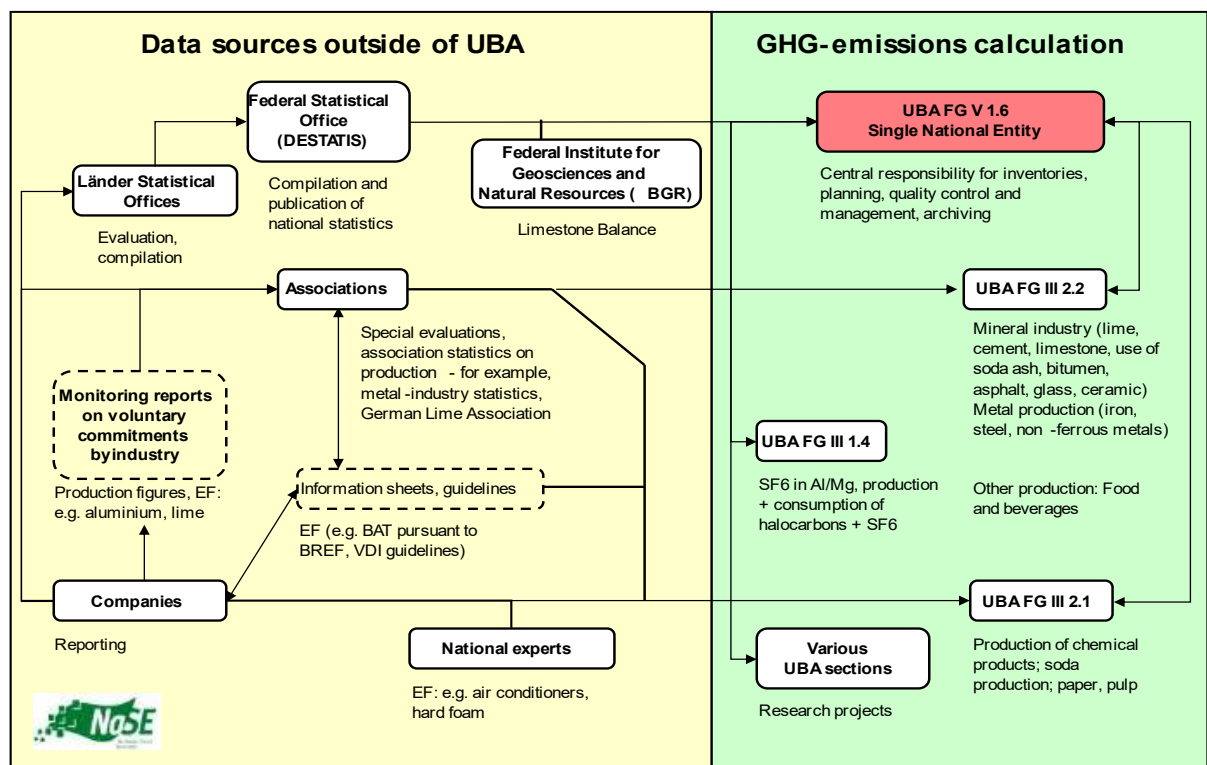 Data sources outside of UBA
Federal Statistical
Office
(DESTATIS)
Compilation and
publication of
national statistics
Länder Statistical
Offices
Evaluation,
compilation
Federal Institute for
Geosciences and
Natural Resources ( BGR)
Limestone Balance
Associations
Special evaluations,
association statistics on
production - for example,
metal -industry statistics,
German Lime Association
Monitoring reports
on voluntary
commitments
by industry
Production figures, EF:
e.g. aluminium, lime
Information sheets, guidelines
EF (e.g. BAT pursuant to
BREF, VDI guidelines)
Companies
Reporting
National experts
EF: e.g. air conditioners,
hard foam
NaSE
GHG-emissions calculation
UBA FG V 1.6
Single National Entity
Central responsibility for inventories,
planning, quality control and
management, archiving
UBA FG III 2.2
Mineral industry (lime,
cement, limestone, use of
soda ash, bitumen,
asphalt, glass, ceramic)
Metal production (iron,
steel, non -ferrous metals)
Other production: Food
and beverages
UBA FG III 1.4
SF6 in Al/Mg, production
+ consumption of
halocarbons + SF6
UBA FG III 2.1
Production of chemical
products; soda
production; paper, pulp
Various
UBA sections
Research projects